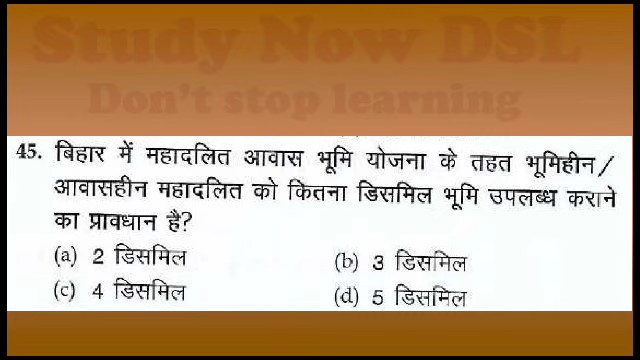 Study Now DSL
Don't stop learning
45. बिहार में महादलित आवास भूमि योजना के तहत भूमिहीन/
आवासहीन महादलित को कितना डिसमिल भूमि उपलब्ध कराने
का प्रावधान है?
(a) 2 डिसमिल (b) 3 डिसमिल
(c) 4 डिसमिल (d) 5 डिसमिल